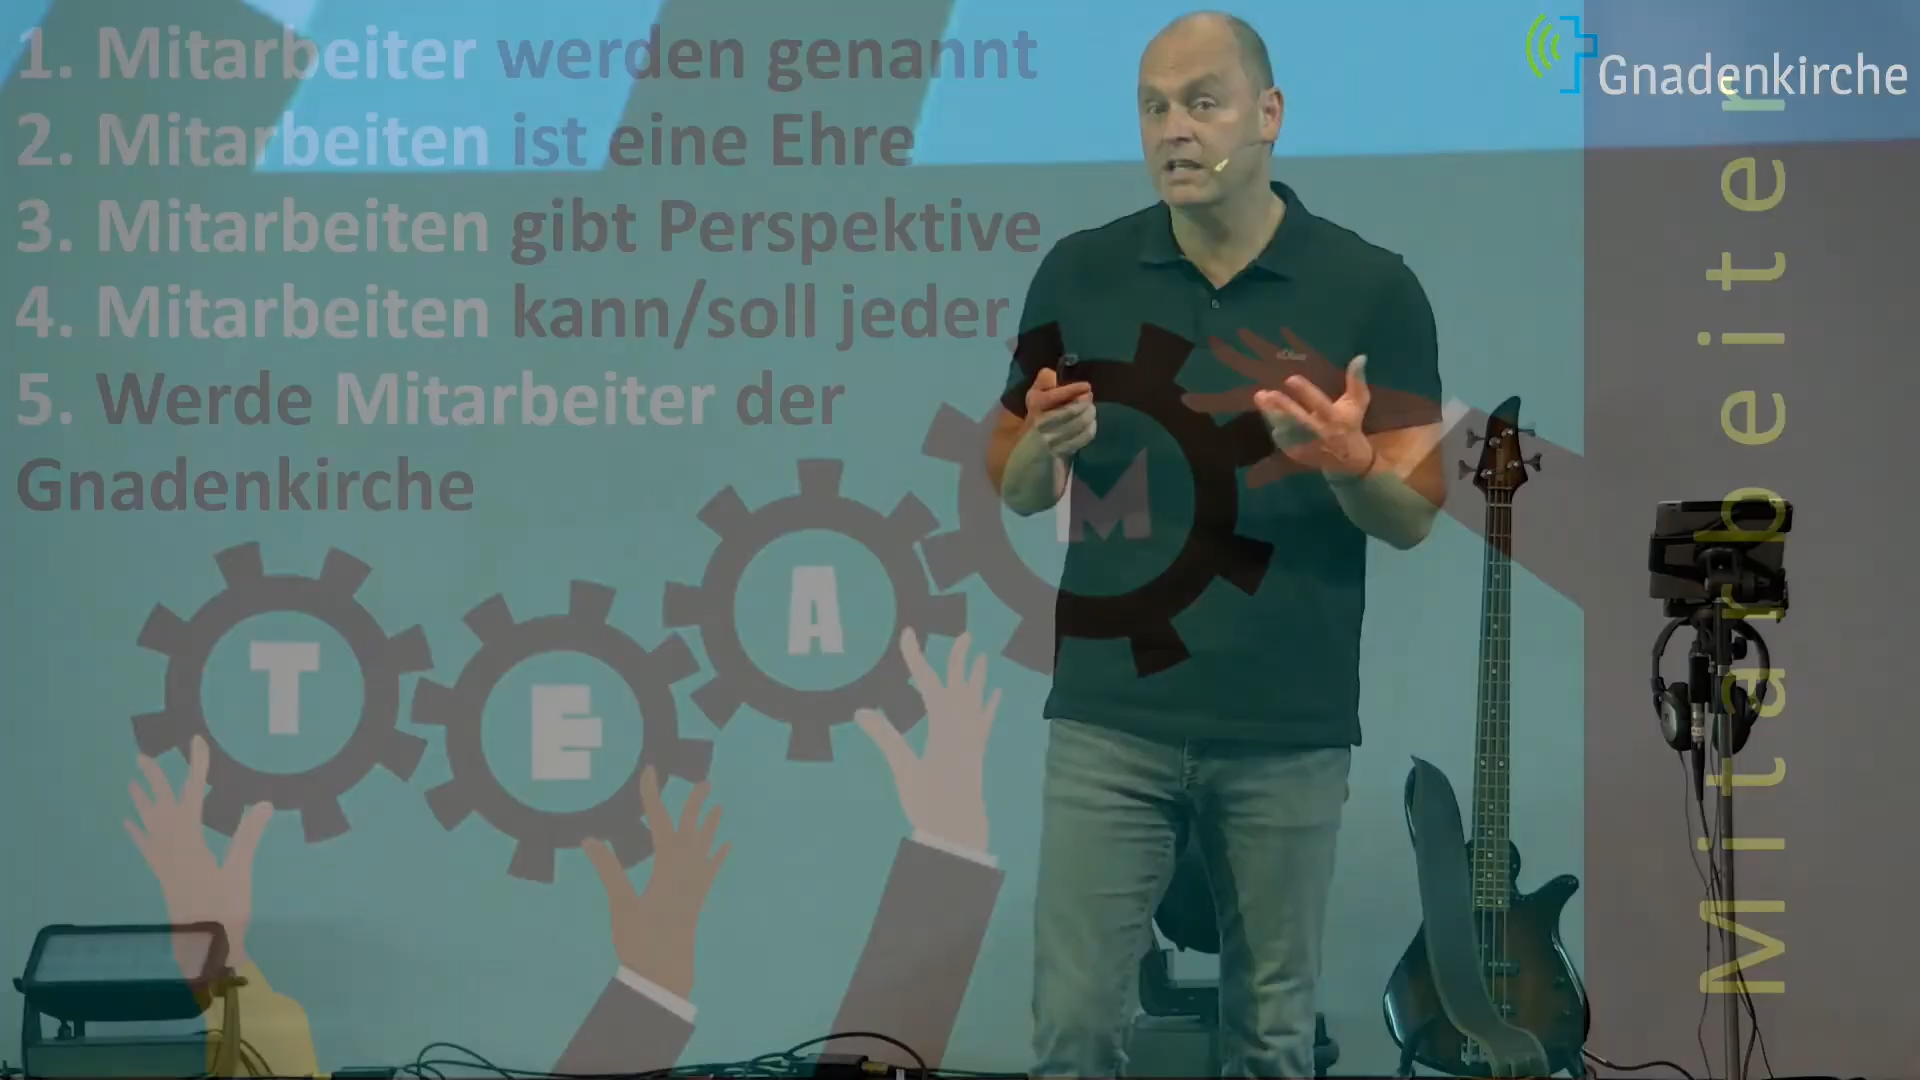 1. Mitarbeiter werden genannt
2. Mitarbeiten ist eine Ehre
3. Mitarbeiten gibt Perspektive
4. Mitarbeiten kann/soll jeder
5. Werde Mitarbeiter der
Gnadenkirche
TEAM
Gnadenkirche
Mitarbeiter